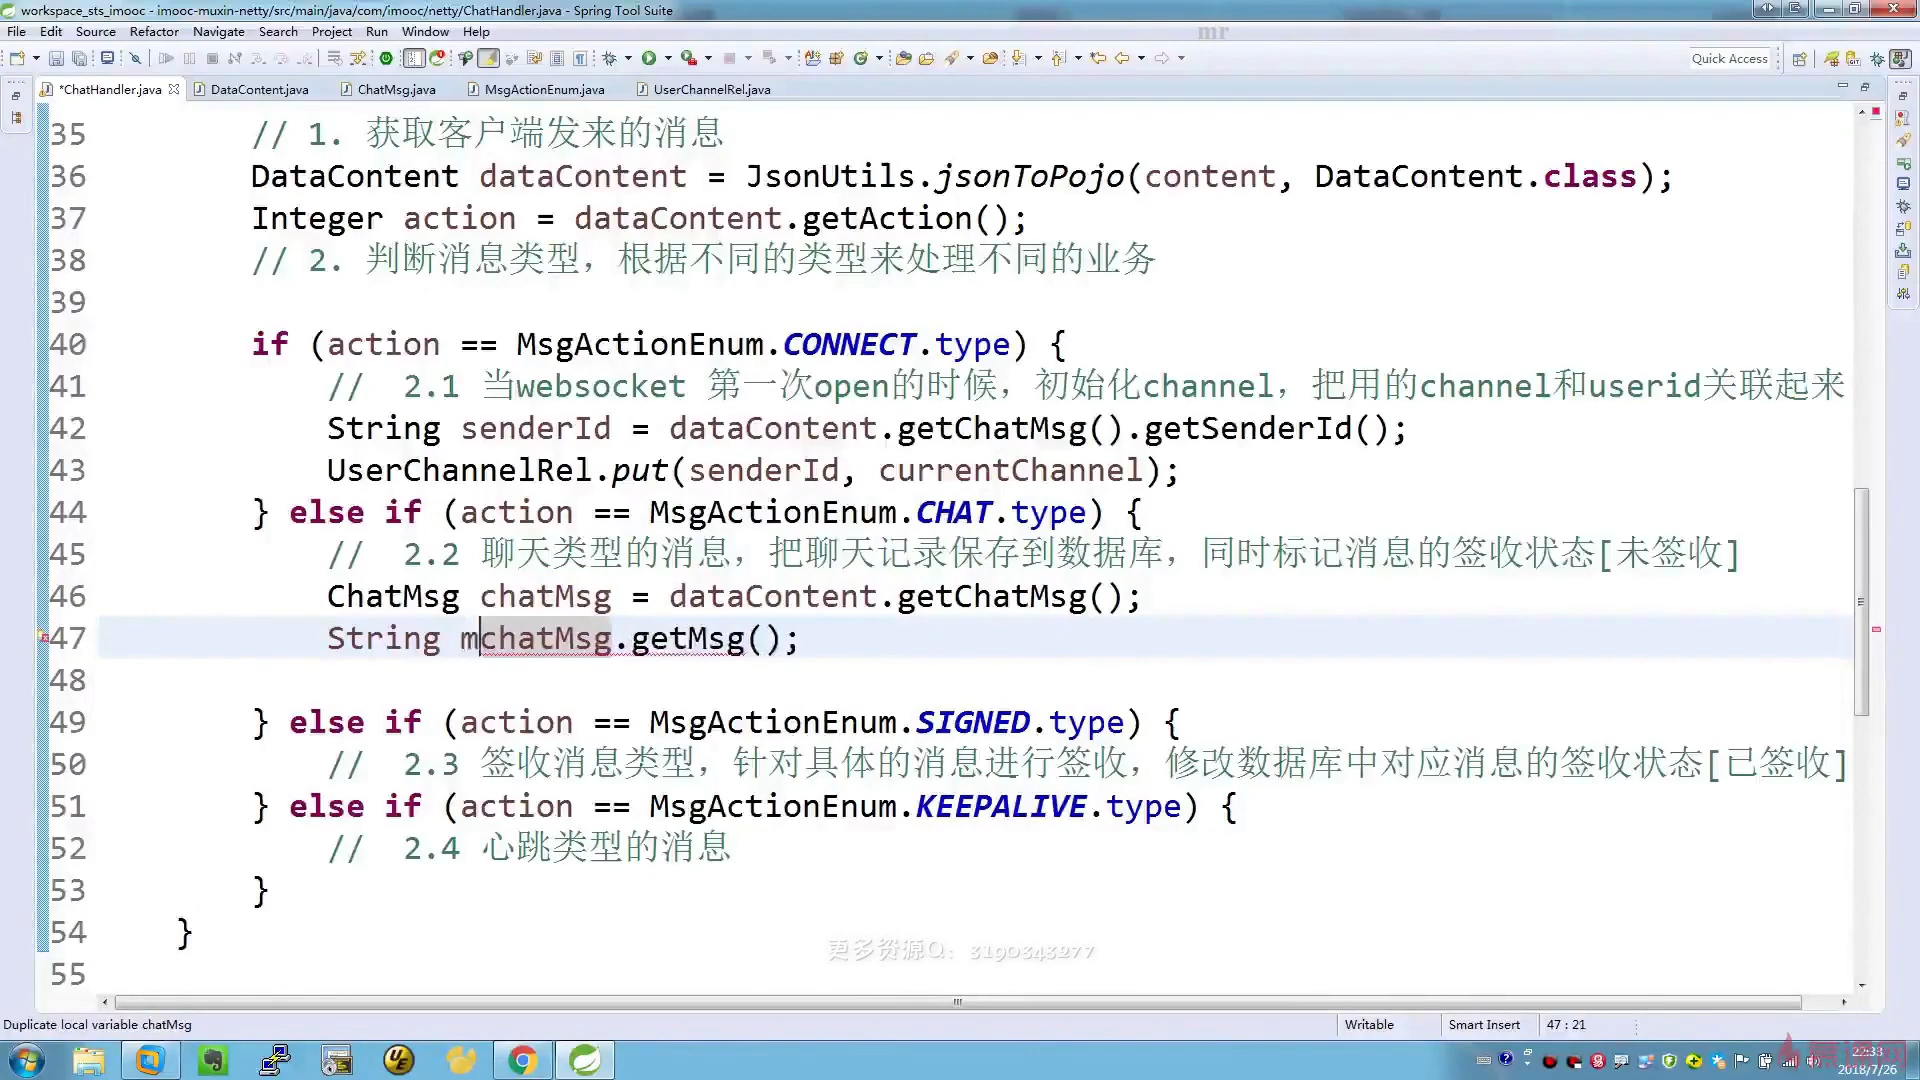 workspace_sts_imooc - imooc-muxin-netty/src/main/java/com/imooc/netty/ChatHandler.java - Spring Tool Suite
File Edit Source Refactor Navigate Search Project Run Window Help
mr
Quick Access
*ChatHandler.java DataContent.java ChatMsg.java MsgActionEnum.java UserChannelRel.java
35 // 1. 获取客户端发来的消息
36 DataContent dataContent = JsonUtils.jsonToPojo(content, DataContent.class);
37 Integer action = dataContent.getAction();
38 // 2. 判断消息类型，根据不同的类型来处理不同的业务
39
40 if (action == MsgActionEnum.CONNECT.type) {
41 // 2.1 当websocket 第一次open的时候，初始化channel，把用的channel和userid关联起来
42 String senderId = dataContent.getChatMsg().getSenderId();
43 UserChannelRel.put(senderId, currentChannel);
44 } else if (action == MsgActionEnum.CHAT.type) {
45 // 2.2 聊天类型的消息，把聊天记录保存到数据库，同时标记消息的签收状态[未签收]
46 ChatMsg chatMsg = dataContent.getChatMsg();
47 String mchatMsg.getMsg();
48
49 } else if (action == MsgActionEnum.SIGNED.type) {
50 // 2.3 签收消息类型，针对具体的消息进行签收，修改数据库中对应消息的签收状态[已签收]
51 } else if (action == MsgActionEnum.KEEPALIVE.type) {
52 // 2.4 心跳类型的消息
53 }
54 }
55
更多资源Q：3190343277
Duplicate local variable chatMsg Writable Smart Insert 47 : 21
22:33
2018/7/26
慕课网